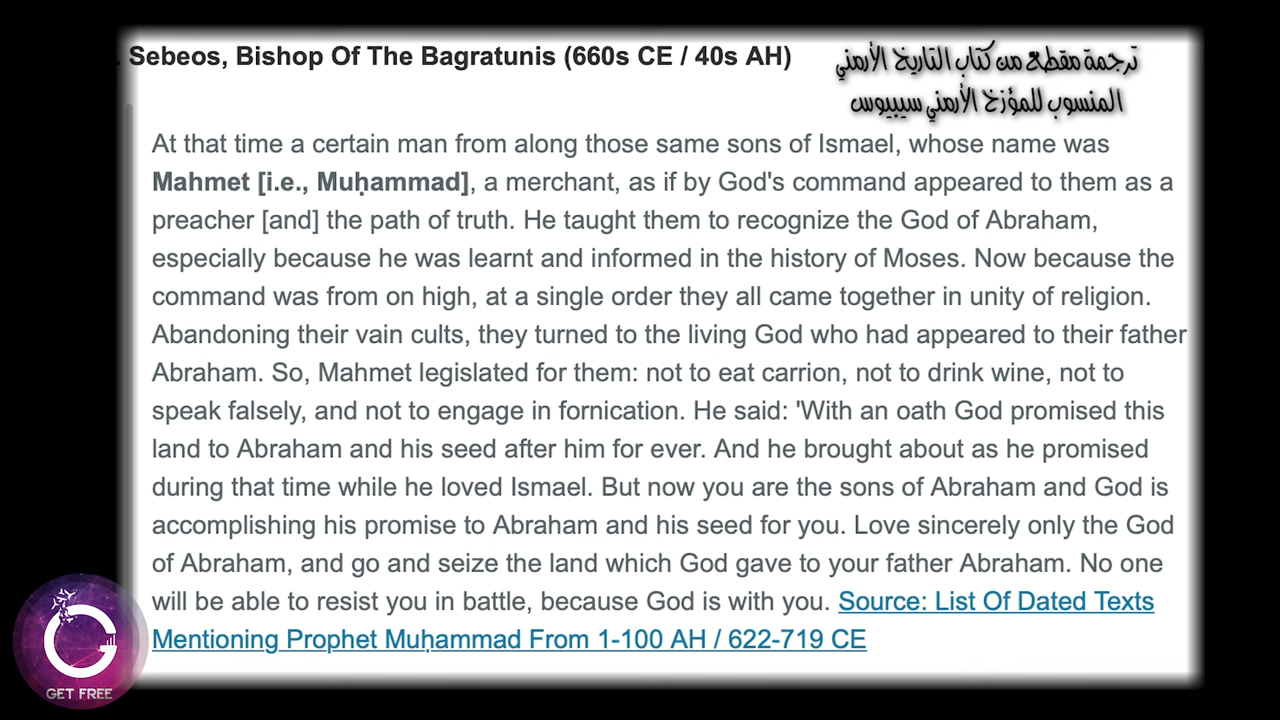 . Sebeos, Bishop Of The Bagratunis (660s CE / 40s AH)
ترجمة مقطع من كتاب التاريخ الأرمني
المنسوب للمؤرخ الأرمني سيبيوس
At that time a certain man from along those same sons of Ismael, whose name was
Mahmet [i.e., Muḥammad], a merchant, as if by God's command appeared to them as a
preacher [and] the path of truth. He taught them to recognize the God of Abraham,
especially because he was learnt and informed in the history of Moses. Now because the
command was from on high, at a single order they all came together in unity of religion.
Abandoning their vain cults, they turned to the living God who had appeared to their father
Abraham. So, Mahmet legislated for them: not to eat carrion, not to drink wine, not to
speak falsely, and not to engage in fornication. He said: 'With an oath God promised this
land to Abraham and his seed after him for ever. And he brought about as he promised
during that time while he loved Ismael. But now you are the sons of Abraham and God is
accomplishing his promise to Abraham and his seed for you. Love sincerely only the God
of Abraham, and go and seize the land which God gave to your father Abraham. No one
will be able to resist you in battle, because God is with you. Source: List Of Dated Texts
Mentioning Prophet Muḥammad From 1-100 AH / 622-719 CE
GET FREE